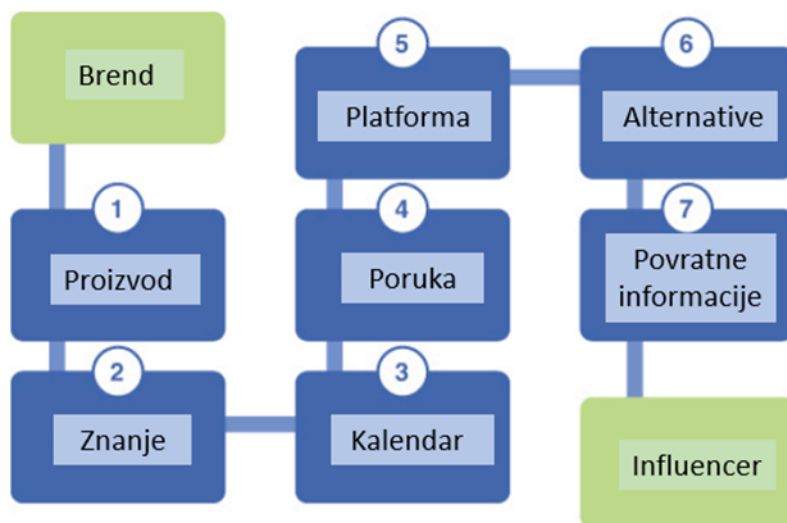 Brend
1
Proizvod
2
Znanje
3
Kalendar
4
Poruka
5
Platforma
6
Alternative
7
Povratne
informacije
Influencer